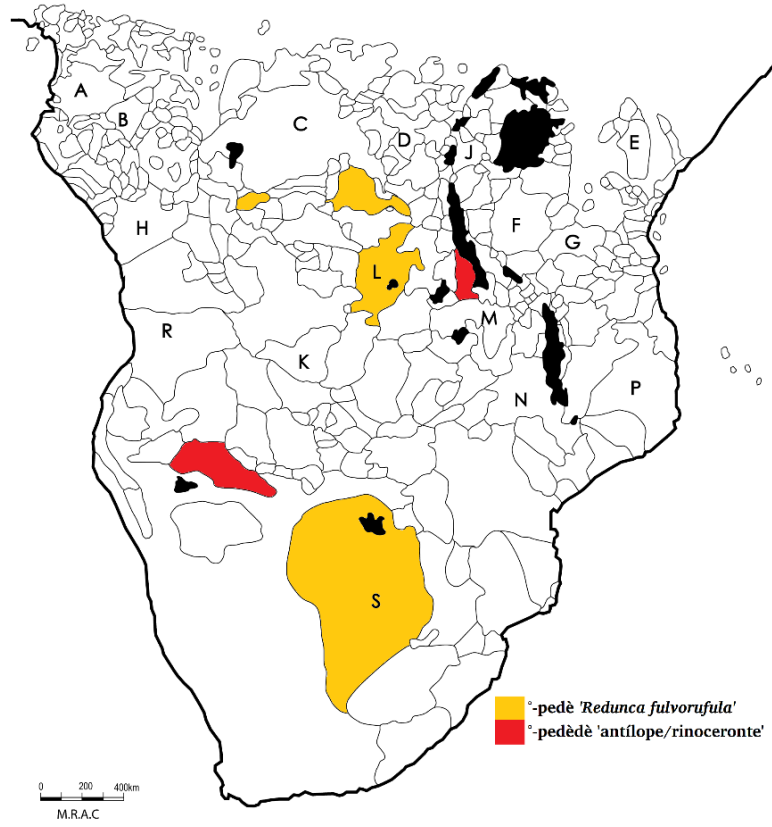 A
B
C
D
E
J
H
F
G
L
R
M
K
N
P
S
°-pedè 'Redunca fulvorufula'
°-pedèdè 'antílope/rinoceronte'
0 200 400km
M.R.A.C